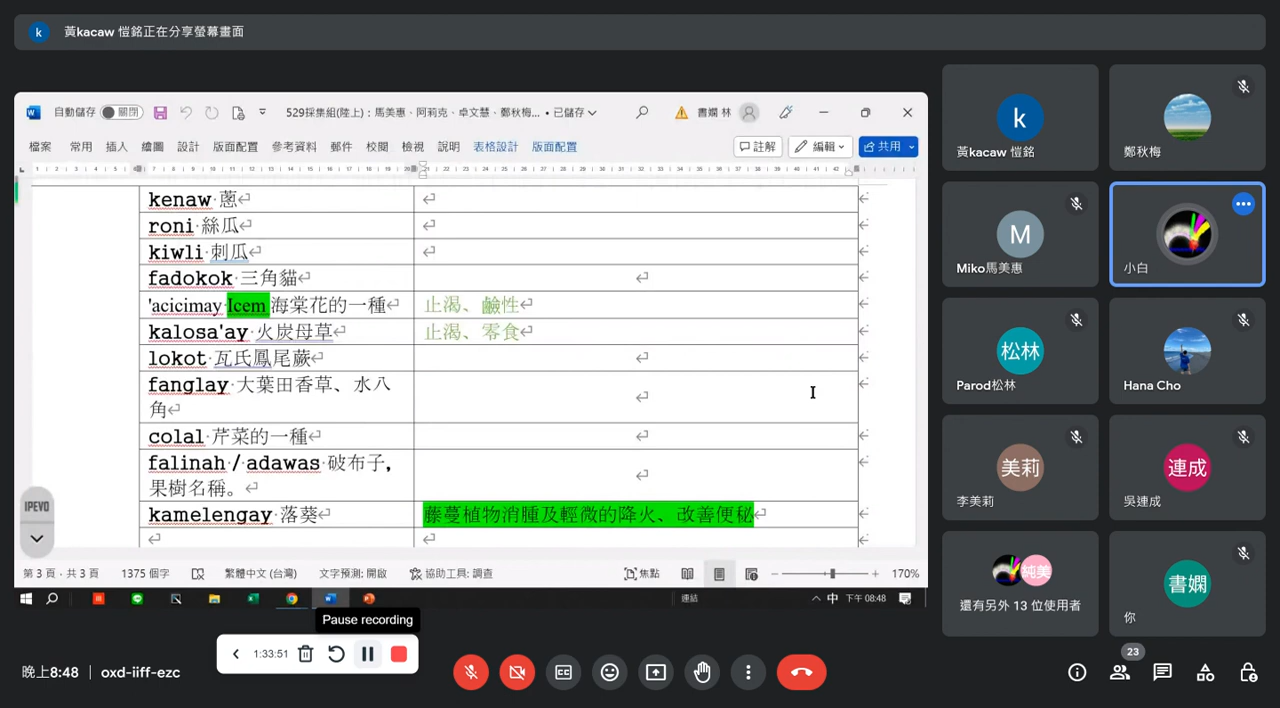 k 黃kacaw 愷銘正在分享螢幕畫面
自動儲存 關閉 529採集組(陸上)：馬美惠・阿莉克・卓文慧・鄭秋梅... • 已儲存 書嫻 林
檔案 常用 插入 繪圖 設計 版面配置 參考資料 郵件 校閱 檢視 說明 表格設計 版面配置 註解 編輯 共用
kenaw 蔥
roni 絲瓜
kiwli 刺瓜
fadokok 三角貓
'acicimay Icem 海棠花的一種 止渴、鹼性
kalosa'ay 火炭母草 止渴、零食
lokot 瓦氏鳳尾蕨
fanglay 大葉田香草、水八
角
colal 芹菜的一種
falinah / adawas 破布子,
果樹名稱。
kamelengay 落葵 藤蔓植物消腫及輕微的降火、改善便秘
IPEVO
第 3 頁，共 3 頁 1375 個字 繁體中文 (台灣) 文字預測: 開啟 協助工具: 調查 焦點 170%
連結 中 下午 08:48
Pause recording
1:33:51
晚上8:48 | oxd-iiff-ezc
23
k
黃kacaw 愷銘
鄭秋梅
M
Miko馬美惠
小白
松林
Parod松林
Hana Cho
美莉
李美莉
連成
吳連成
純美
還有另外 13 位使用者
書嫻
你